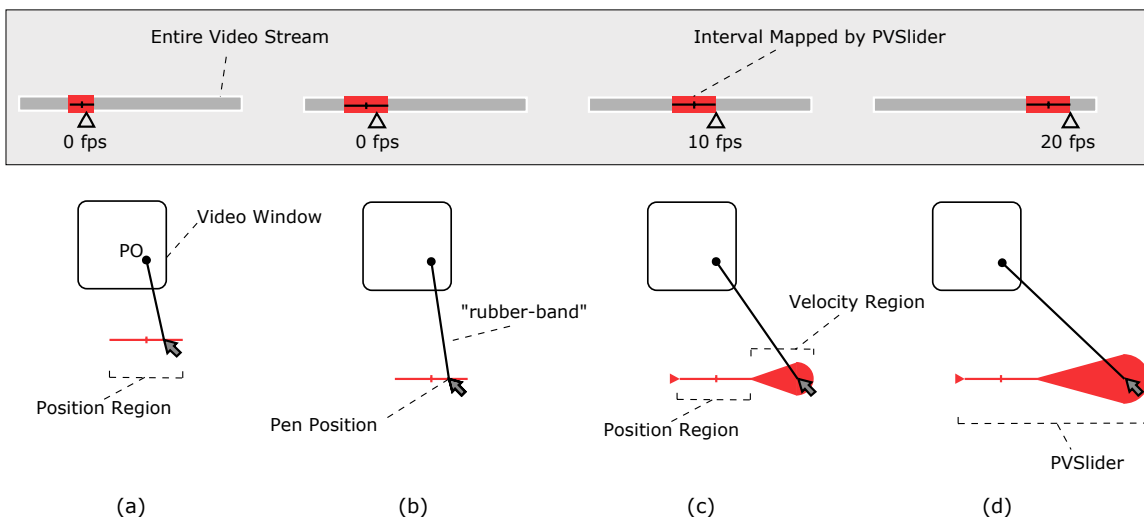 Entire Video Stream
Interval Mapped by PVSlider
0 fps
0 fps
10 fps
20 fps
Video Window
PO
"rubber-band"
Velocity Region
Position Region
Pen Position
Position Region
PVSlider
(a)
(b)
(c)
(d)